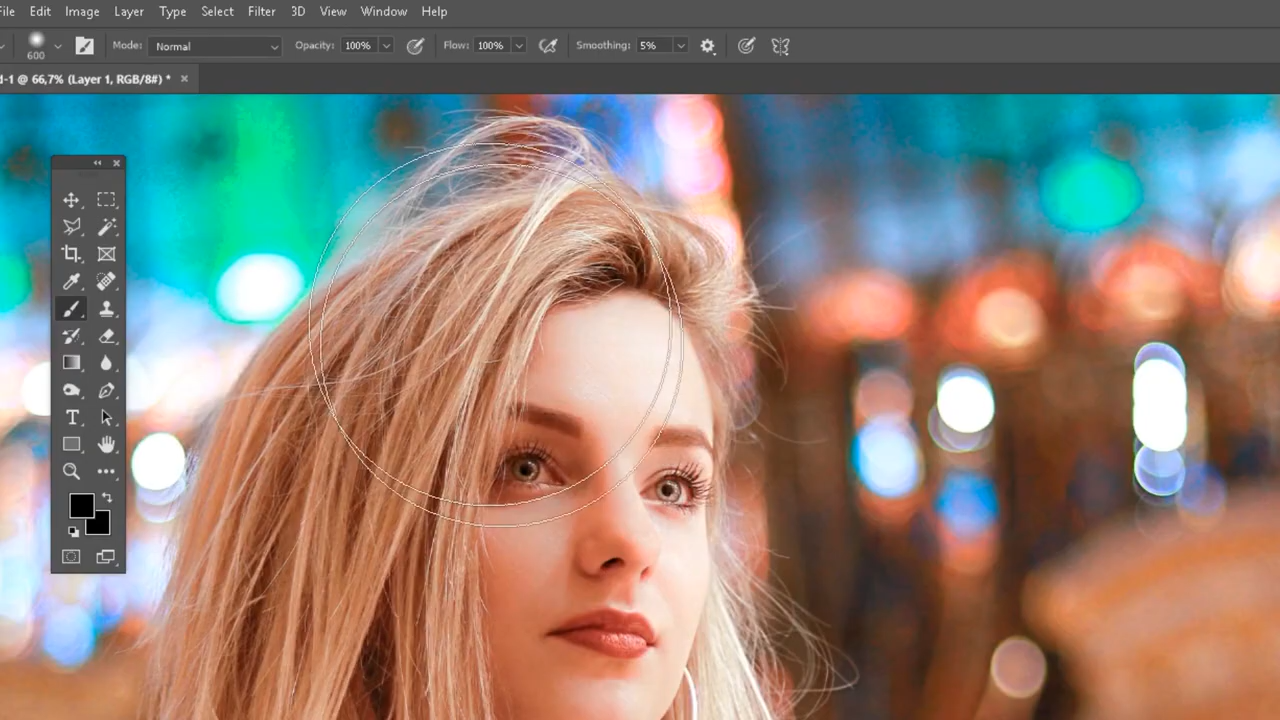 File Edit Image Layer Type Select Filter 3D View Window Help
600 Mode: Normal Opacity: 100% Flow: 100% Smoothing: 5%
d-1 @ 66,7% (Layer 1, RGB/8#) *
T